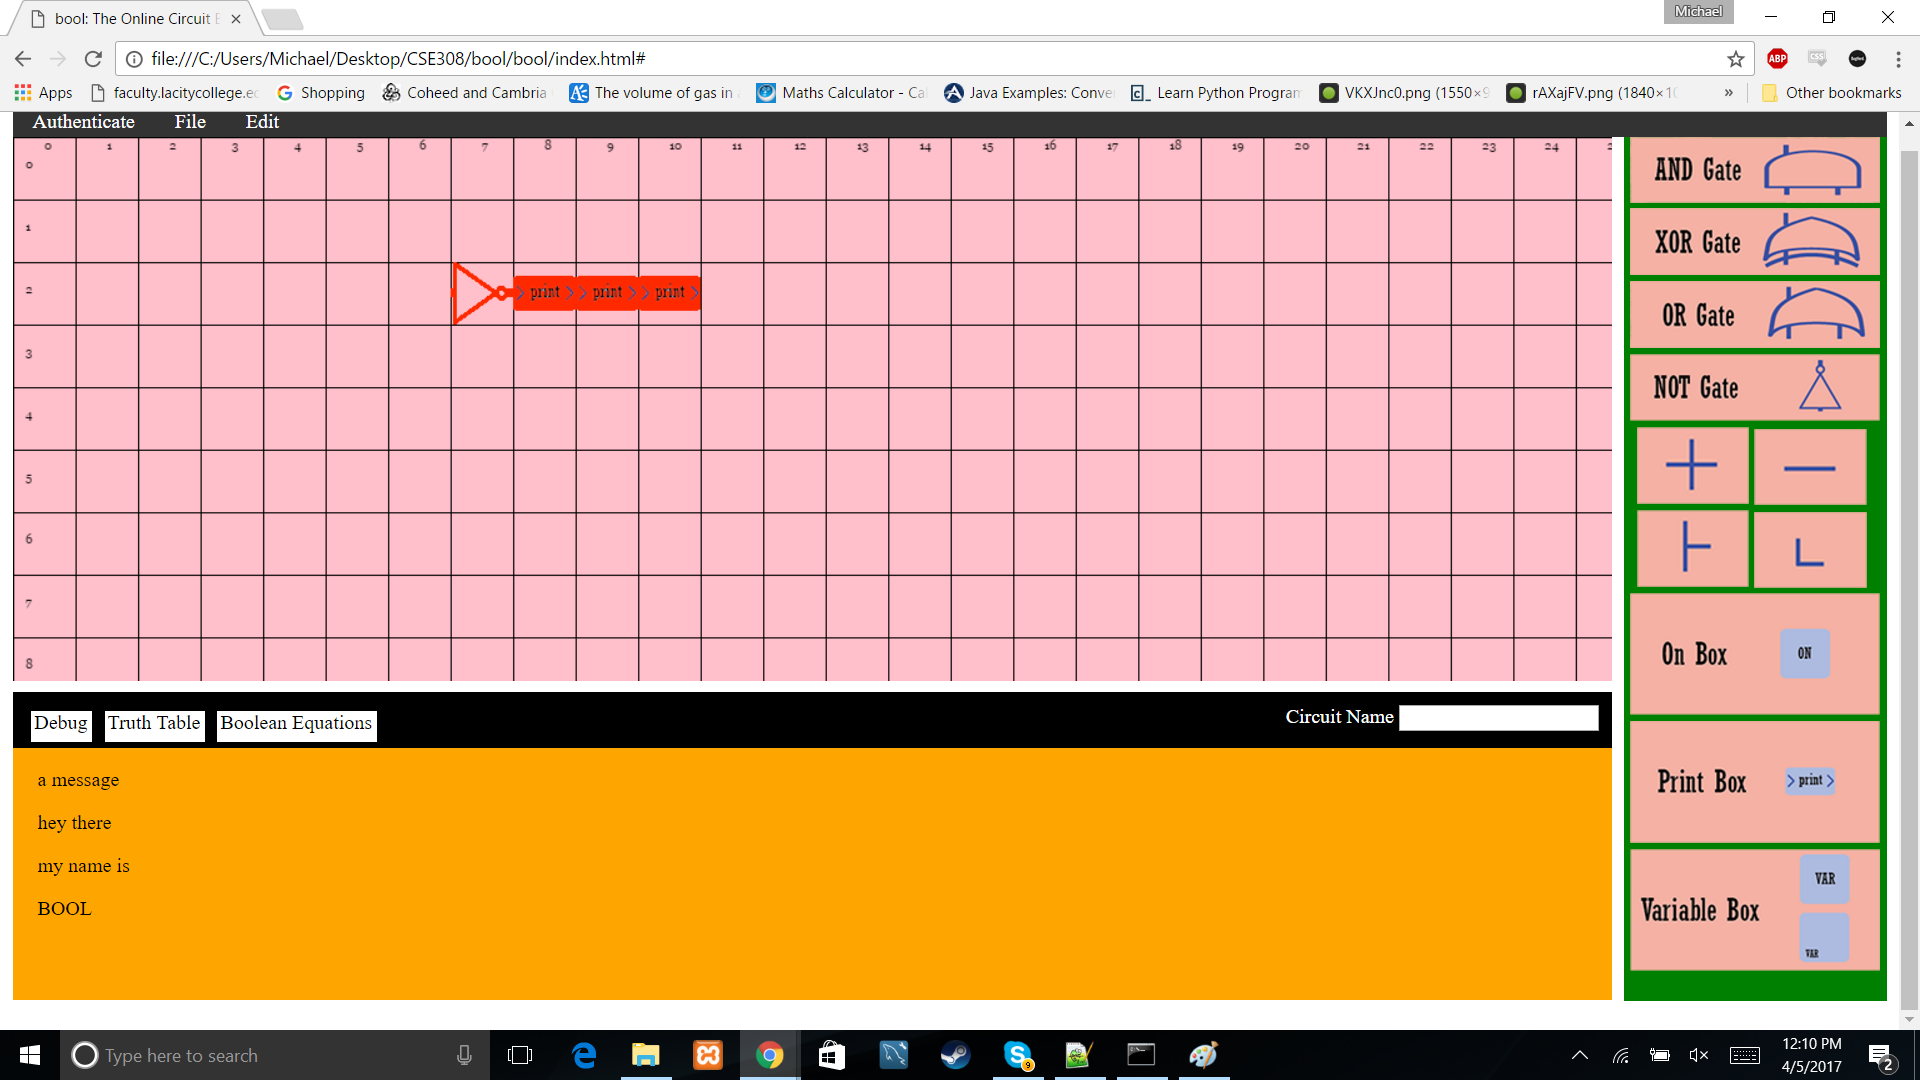 bool: The Online Circuit
Michael
file:///C:/Users/Michael/Desktop/CSE308/bool/bool/index.html#
ABP
CSS
Apps faculty.lacitycollege.ec Shopping Coheed and Cambria The volume of gas in Maths Calculator - Ca Java Examples: Conve Learn Python Program VKXJnc0.png (1550×9 rAXajFV.png (1840×10 » Other bookmarks
Authenticate File Edit
0 1 2 3 4 5 6 7 8 9 10 11 12 13 14 15 16 17 18 19 20 21 22 23 24
0
1
2
> print > > print > > print >
3
4
5
6
7
8
AND Gate
XOR Gate
OR Gate
NOT Gate
On Box ON
Print Box > print >
Variable Box VAR
VAR
Debug Truth Table Boolean Equations
Circuit Name
a message
hey there
my name is
BOOL
Type here to search
9
12:10 PM
4/5/2017
2